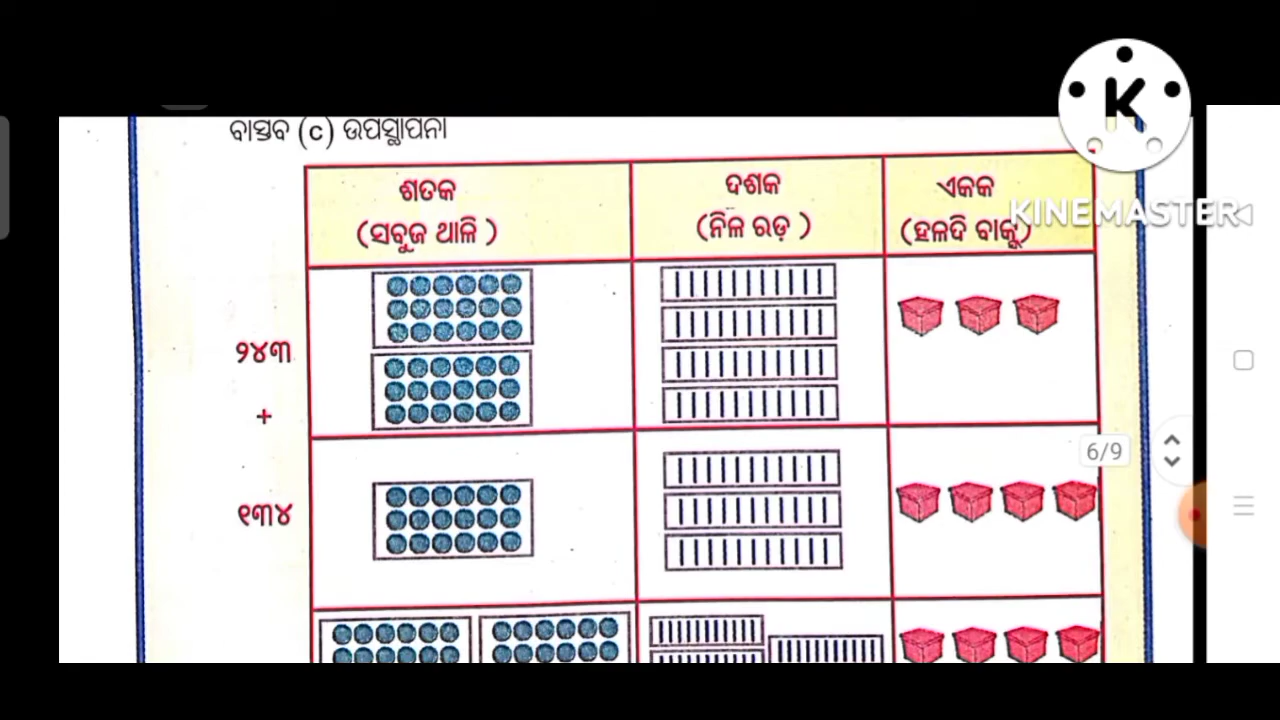 ବାସ୍ତବ (c) ଉପସ୍ଥାପନା
ଶତକ
(ସବୁଜ ଥାଳି)
ଦଶକ
(ନିଳ ରଡ଼)
ଏକକ
(ହଳଦି ବାକ୍ସ)
୨୪୩
+
୧୩୪
6/9
K
KINEMASTER